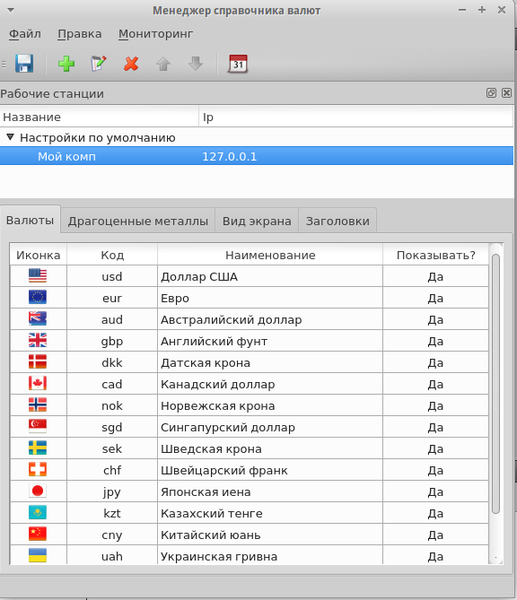 Менеджер справочника валют
Файл Правка Мониторинг
31
Рабочие станции
Название Ip
Настройки по умолчанию
Мой комп 127.0.0.1
Валюты Драгоценные металлы Вид экрана Заголовки
Иконка Код Наименование Показывать?
usd Доллар США Да
eur Евро Да
aud Австралийский доллар Да
gbp Английский фунт Да
dkk Датская крона Да
cad Канадский доллар Да
nok Норвежская крона Да
sgd Сингапурский доллар Да
sek Шведская крона Да
chf Швейцарский франк Да
jpy Японская иена Да
kzt Казахский тенге Да
cny Китайский юань Да
uah Украинская гривна Да